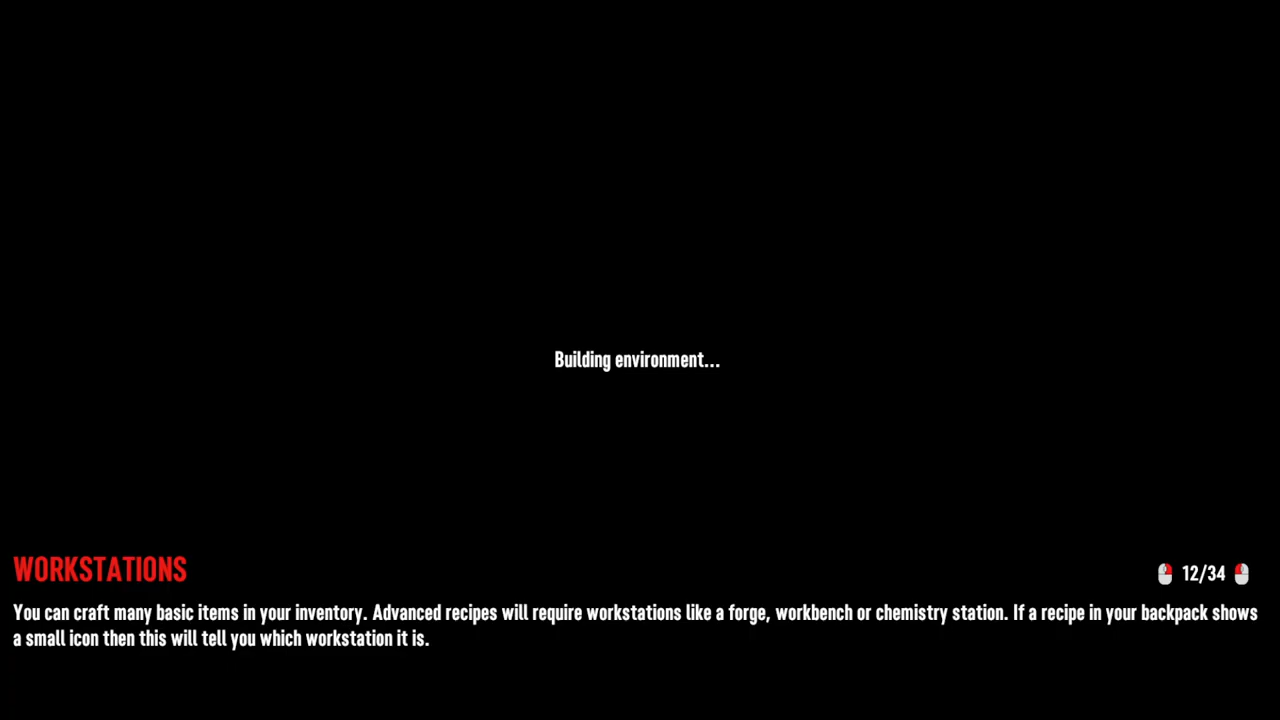 Building environment...
WORKSTATIONS
12/34
You can craft many basic items in your inventory. Advanced recipes will require workstations like a forge, workbench or chemistry station. If a recipe in your backpack shows
a small icon then this will tell you which workstation it is.